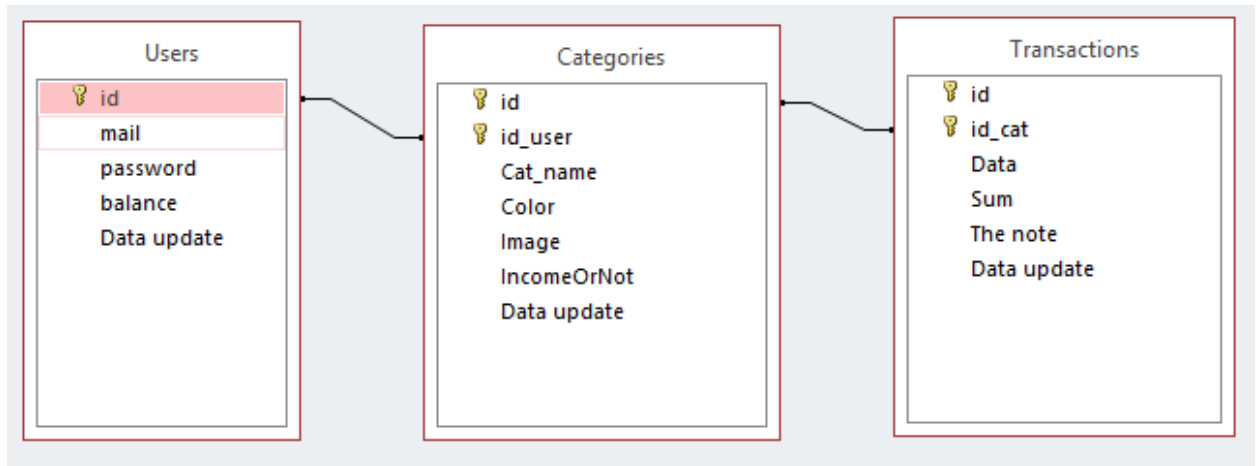 Users
id
mail
password
balance
Data update
Categories
id
id_user
Cat_name
Color
Image
IncomeOrNot
Data update
Transactions
id
id_cat
Data
Sum
The note
Data update